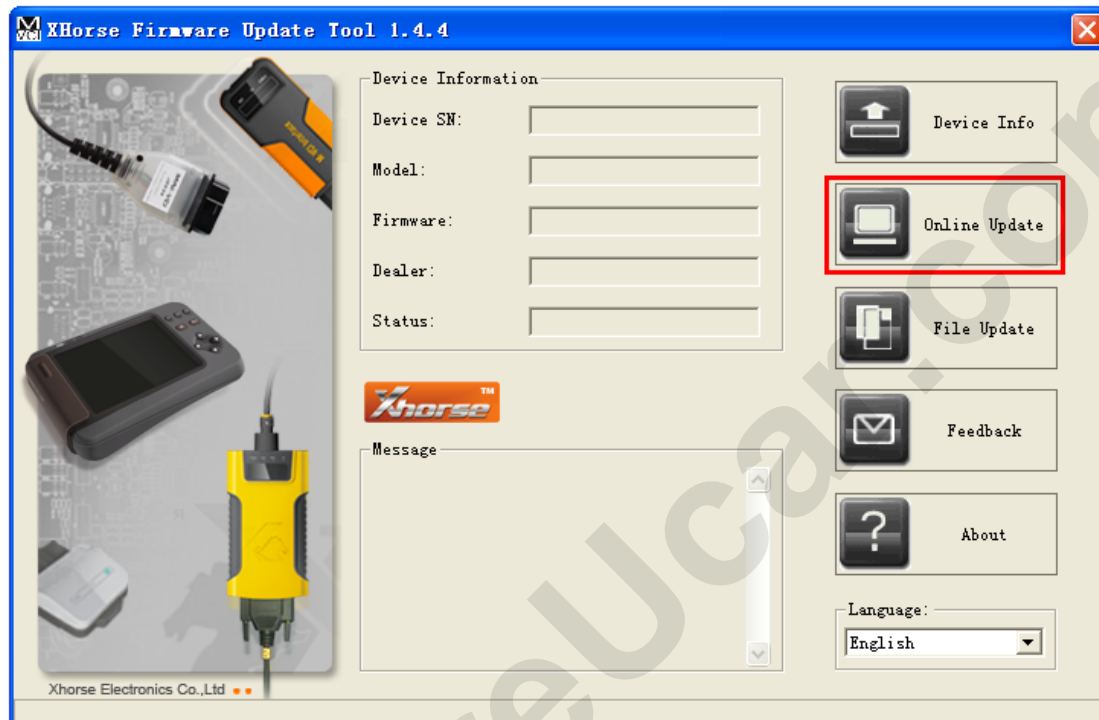 XHorse Firmware Update Tool 1.4.4
Device Information
Device SN:
Model:
Firmware:
Dealer:
Status:
Xhorse™
Message
Device Info
Online Update
File Update
Feedback
About
Language:
English
Xhorse Electronics Co.,Ltd